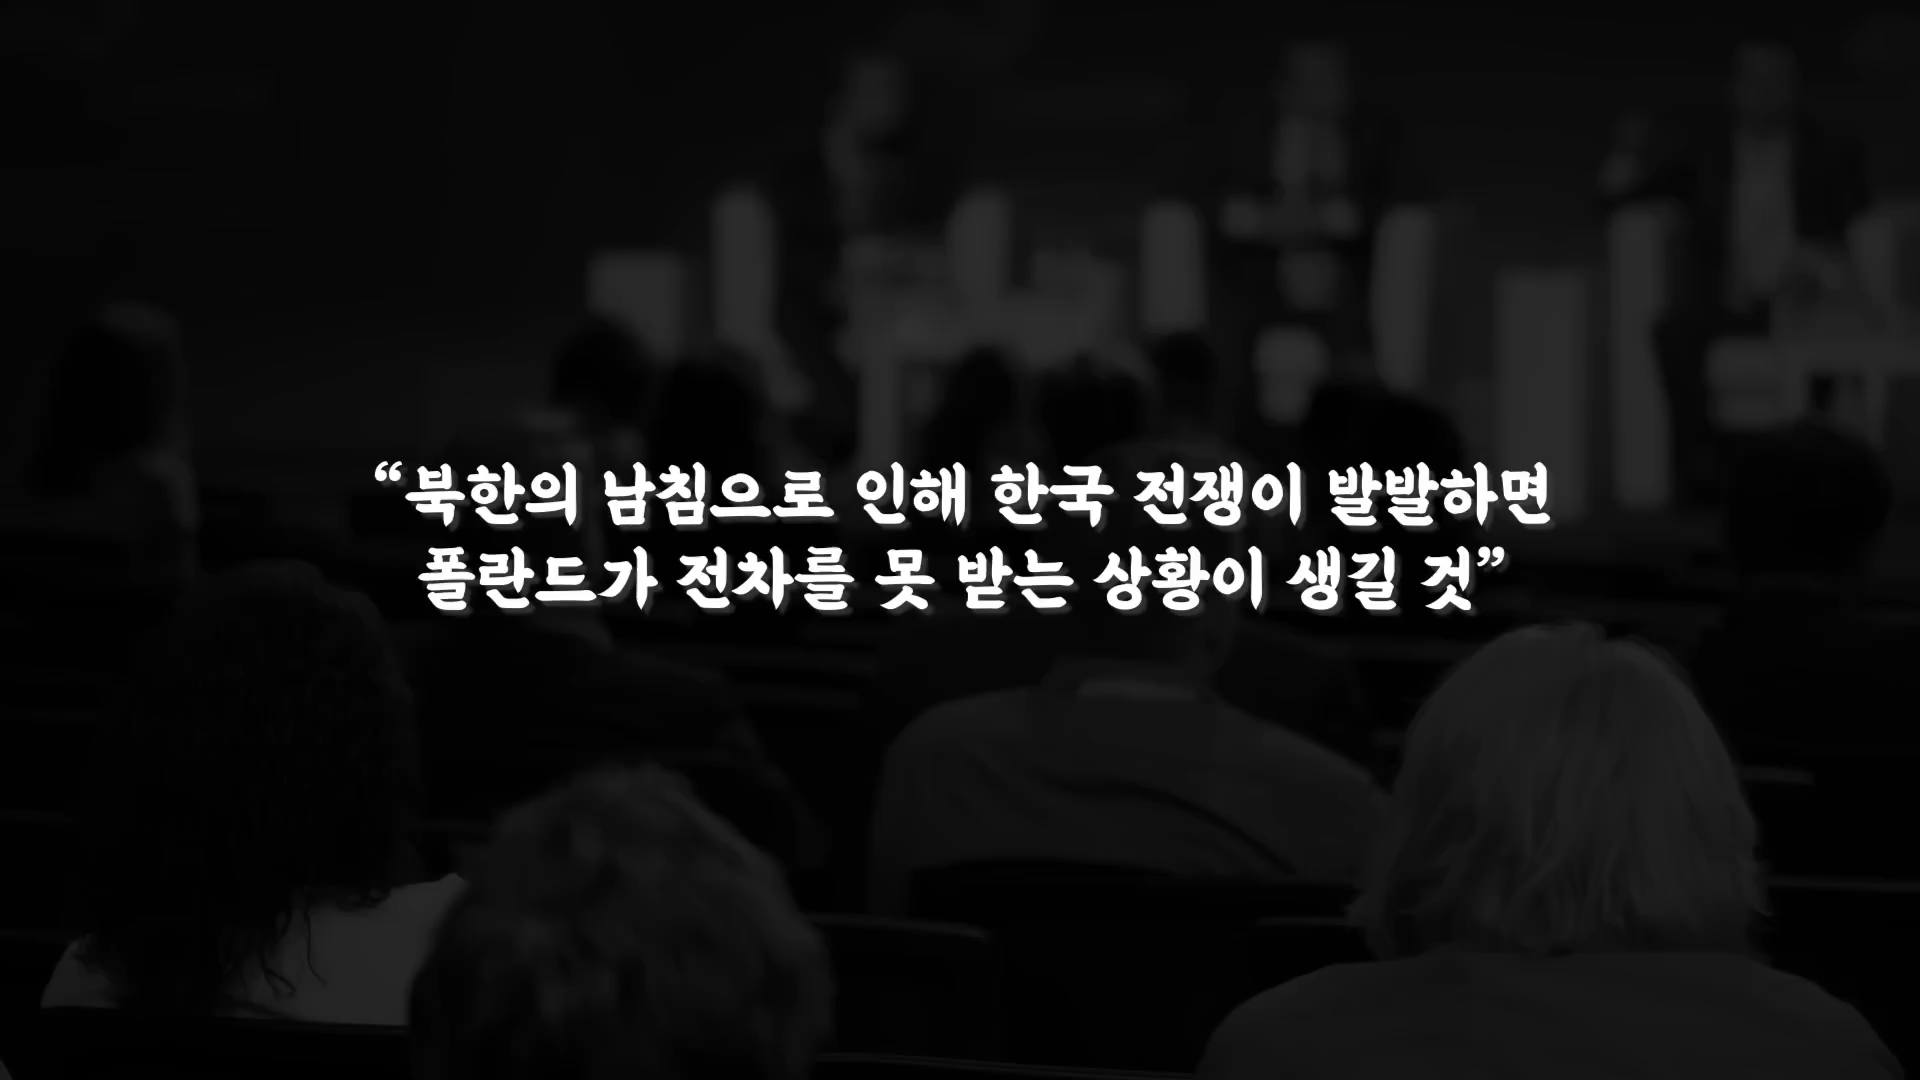 “북한의 남침으로 인해 한국 전쟁이 발발하면
폴란드가 전차를 못 받는 상황이 생길 것”